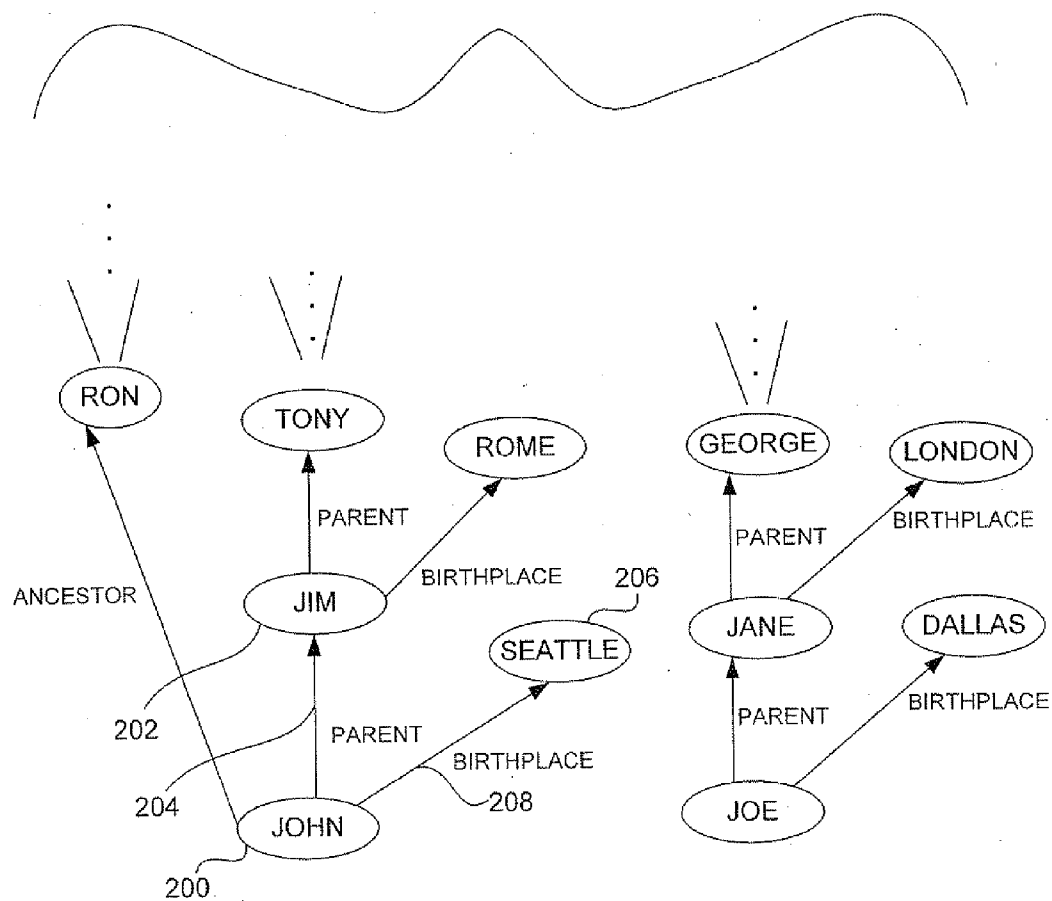 RON
TONY
ROME
GEORGE
LONDON
PARENT
PARENT
BIRTHPLACE
BIRTHPLACE
206
ANCESTOR
JIM
JANE
DALLAS
SEATTLE
202
PARENT
PARENT
BIRTHPLACE
BIRTHPLACE
204
208
JOHN
JOE
200